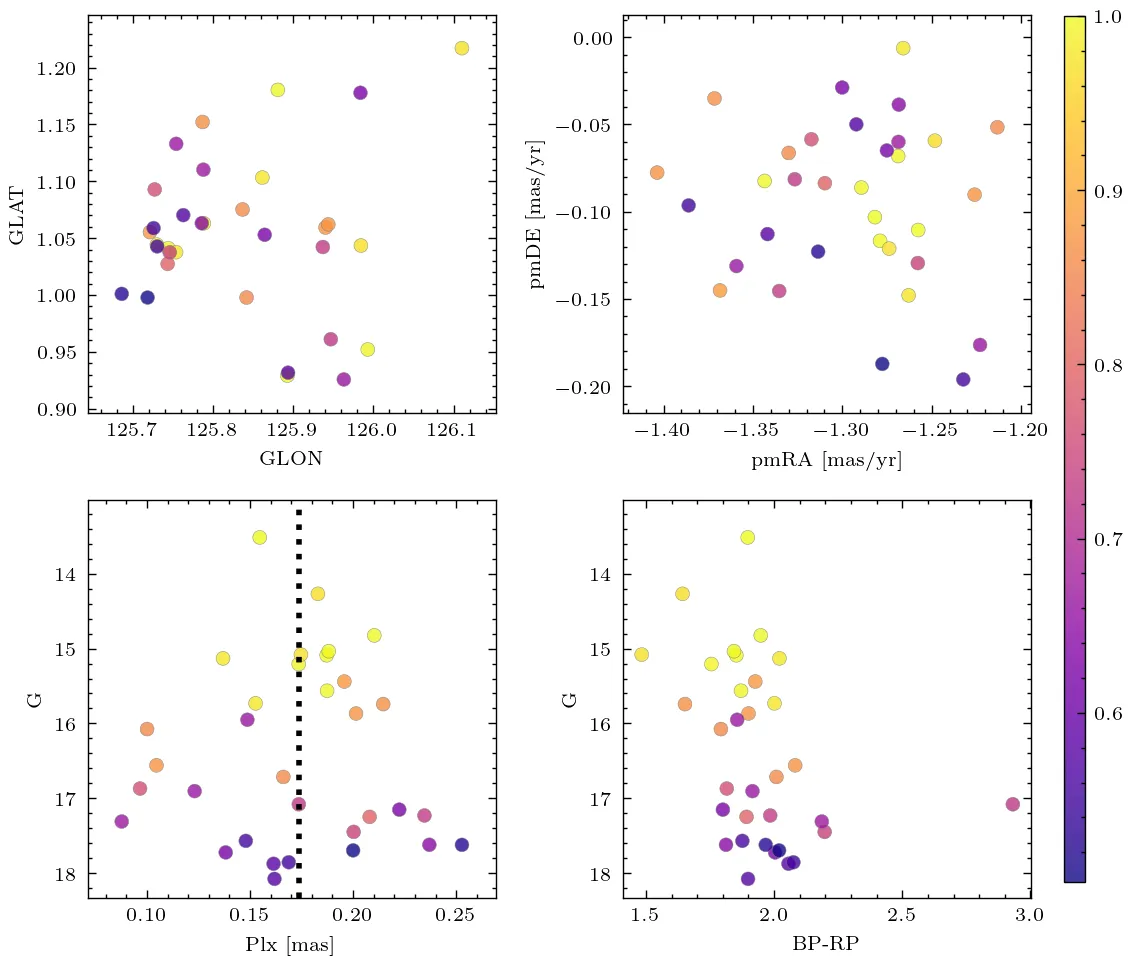 1.20
1.15
1.10
1.05
1.00
0.95
0.90
GLAT
125.7 125.8 125.9 126.0 126.1
GLON
0.00
−0.05
−0.10
−0.15
−0.20
pmDE [mas/yr]
−1.40 −1.35 −1.30 −1.25 −1.20
pmRA [mas/yr]
1.0
0.9
0.8
0.7
0.6
14
15
16
17
18
G
0.10 0.15 0.20 0.25
Plx [mas]
14
15
16
17
18
G
1.5 2.0 2.5 3.0
BP-RP